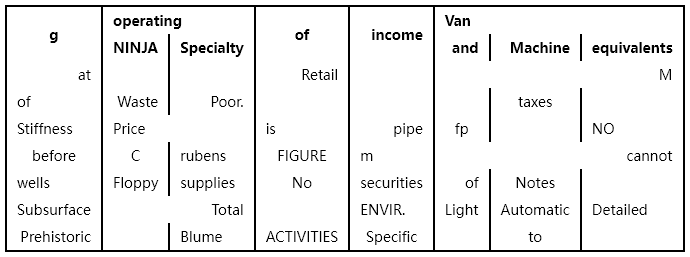 operating Van
g NINJA Specialty of income and Machine equivalents
at Retail M
of Waste Poor. taxes
Stiffness Price is pipe fp NO
before C rubens FIGURE m cannot
wells Floppy supplies No securities of Notes
Subsurface Total ENVIR. Light Automatic Detailed
Prehistoric Blume ACTIVITIES Specific to